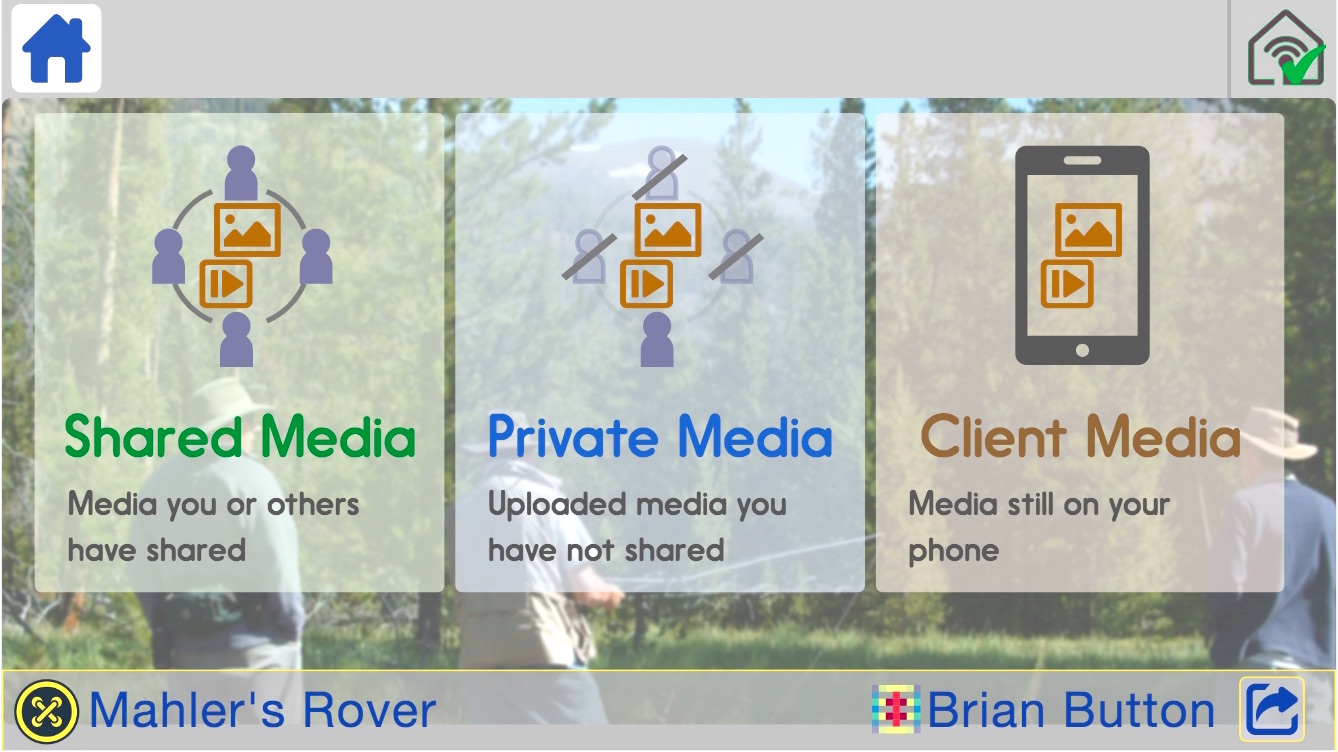 Shared Media
Media you or others
have shared
Private Media
Uploaded media you
have not shared
Client Media
Media still on your
phone
Mahler's Rover
Brian Button